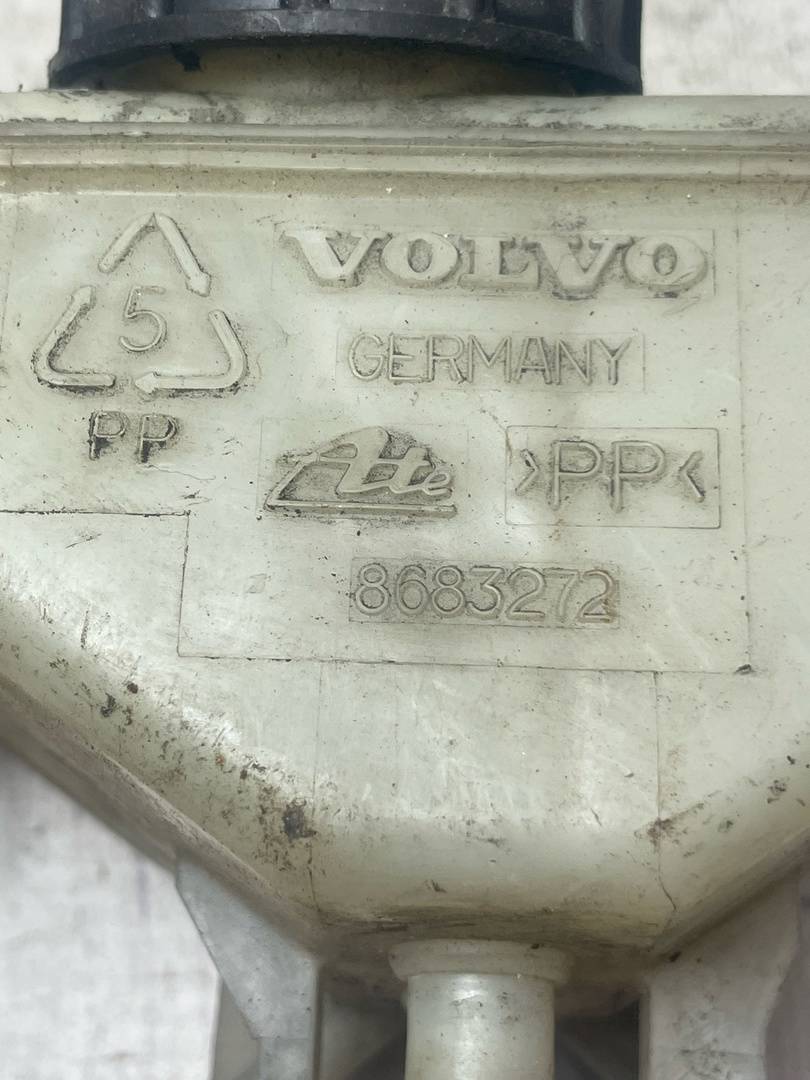 VOLVO
5
GERMANY
PP
Ate
>PP<
8683272